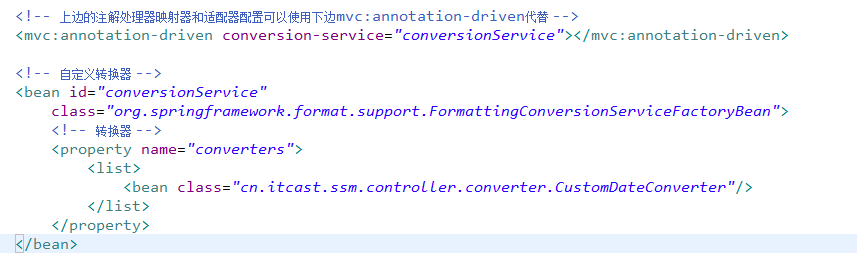 <!-- 上边的注解处理器映射器和适配器配置可以使用下边mvc:annotation-driven代替 -->
<mvc:annotation-driven conversion-service="conversionService"></mvc:annotation-driven>
<!-- 自定义转换器 -->
<bean id="conversionService"
class="org.springframework.format.support.FormattingConversionServiceFactoryBean">
<!-- 转换器 -->
<property name="converters">
<list>
<bean class="cn.itcast.ssm.controller.converter.CustomDateConverter"/>
</list>
</property>
</bean>